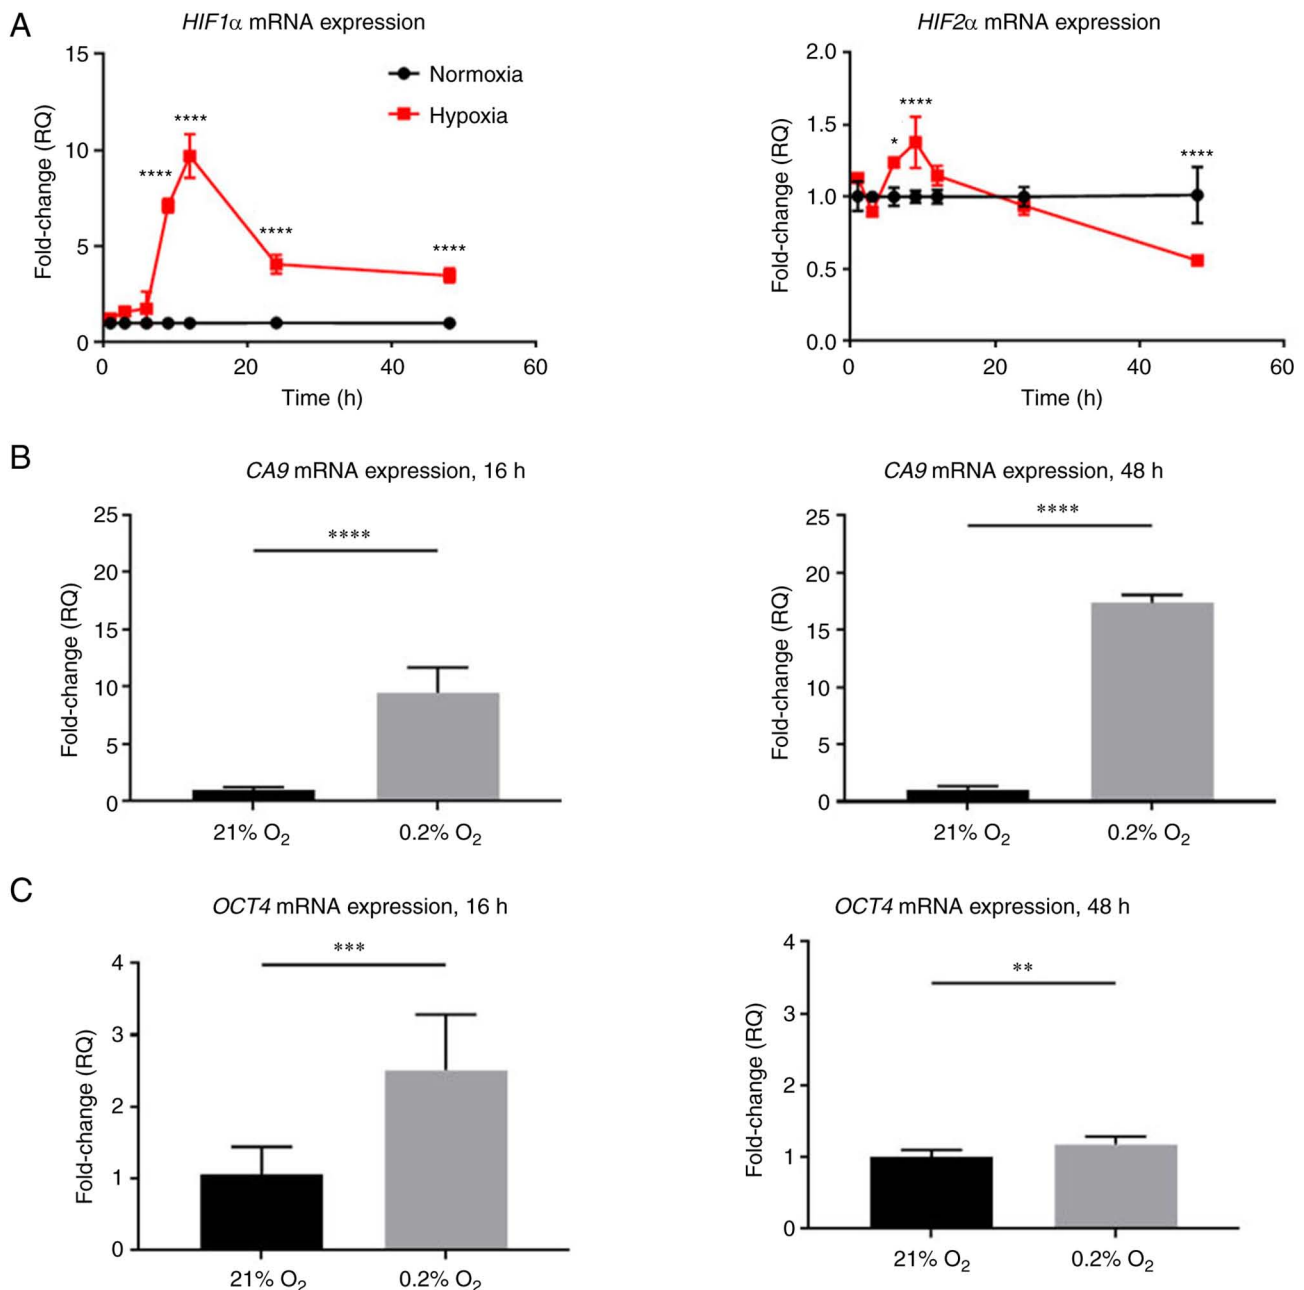 A
HIF1α mRNA expression
15
10
5
0
Fold-change (RQ)
Normoxia
Hypoxia
****
****
****
****
0 20 40 60
Time (h)
HIF2α mRNA expression
2.0
1.5
1.0
0.5
0.0
Fold-change (RQ)
*
****
****
0 20 40 60
Time (h)
B
CA9 mRNA expression, 16 h
25
20
15
10
5
0
Fold-change (RQ)
****
21% O₂ 0.2% O₂
CA9 mRNA expression, 48 h
25
20
15
10
5
0
Fold-change (RQ)
****
21% O₂ 0.2% O₂
C
OCT4 mRNA expression, 16 h
4
3
2
1
0
Fold-change (RQ)
***
21% O₂ 0.2% O₂
OCT4 mRNA expression, 48 h
4
3
2
1
0
Fold-change (RQ)
**
21% O₂ 0.2% O₂